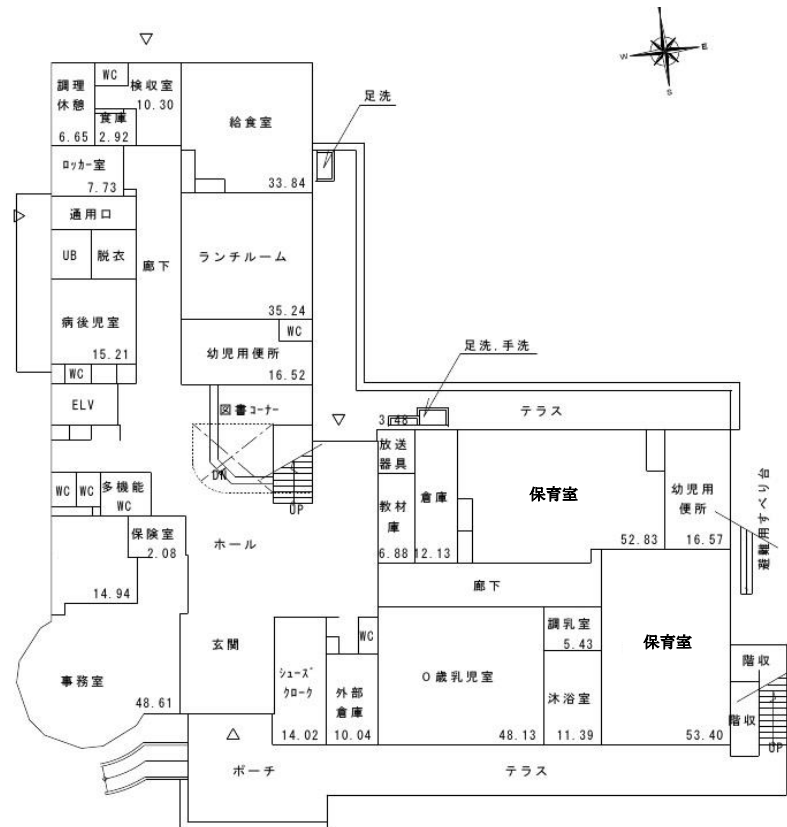 N
W
E
S
調理
休憩
6.65
WC
検収室
10.30
食庫
2.92
給食室
33.84
足洗
ロッカー室
7.73
通用口
UB
脱衣
廊下
ランチルーム
35.24
病後児室
15.21
WC
WC
幼児用便所
16.52
ELV
図書コーナー
DN
UP
足洗.手洗
3.48
テラス
放送
器具
教材
庫
6.88
倉庫
12.13
保育室
52.83
幼児用
便所
16.57
避難用すべり台
WC
WC
多機能
WC
保険室
2.08
14.94
ホール
廊下
事務室
48.61
玄関
シューズ
クローク
14.02
WC
外部
倉庫
10.04
0歳乳児室
48.13
調乳室
5.43
沐浴室
11.39
保育室
53.40
階収
階収
UP
ポーチ
テラス